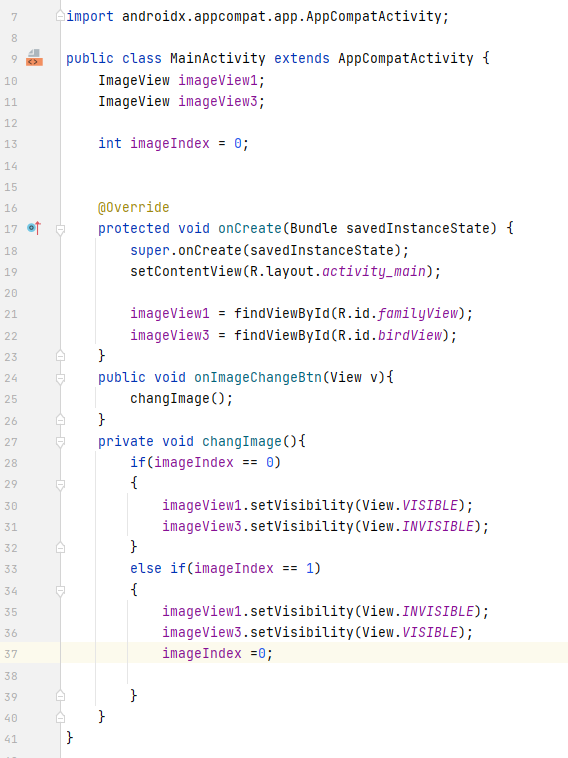 7 import androidx.appcompat.app.AppCompatActivity;
8
9 public class MainActivity extends AppCompatActivity {
10 ImageView imageView1;
11 ImageView imageView3;
12
13 int imageIndex = 0;
14
15
16 @Override
17 protected void onCreate(Bundle savedInstanceState) {
18 super.onCreate(savedInstanceState);
19 setContentView(R.layout.activity_main);
20
21 imageView1 = findViewById(R.id.familyView);
22 imageView3 = findViewById(R.id.birdView);
23 }
24 public void onImageChangeBtn(View v){
25 changImage();
26 }
27 private void changImage(){
28 if(imageIndex == 0)
29 {
30 imageView1.setVisibility(View.VISIBLE);
31 imageView3.setVisibility(View.INVISIBLE);
32 }
33 else if(imageIndex == 1)
34 {
35 imageView1.setVisibility(View.INVISIBLE);
36 imageView3.setVisibility(View.VISIBLE);
37 imageIndex =0;
38
39 }
40 }
41 }